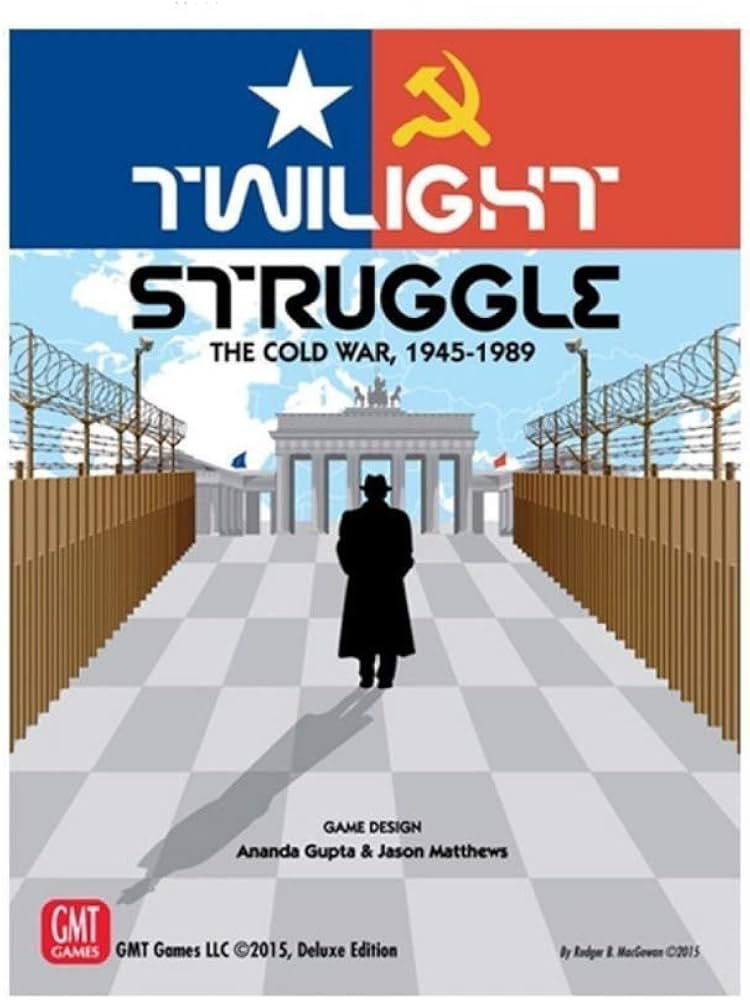 TWILIGHT
STRUGGLE
THE COLD WAR, 1945-1989
GAME DESIGN
Ananda Gupta & Jason Matthews
GMT
GAMES
GMT Games LLC ©2015, Deluxe Edition
By Rodger B. MacGowan ©2015